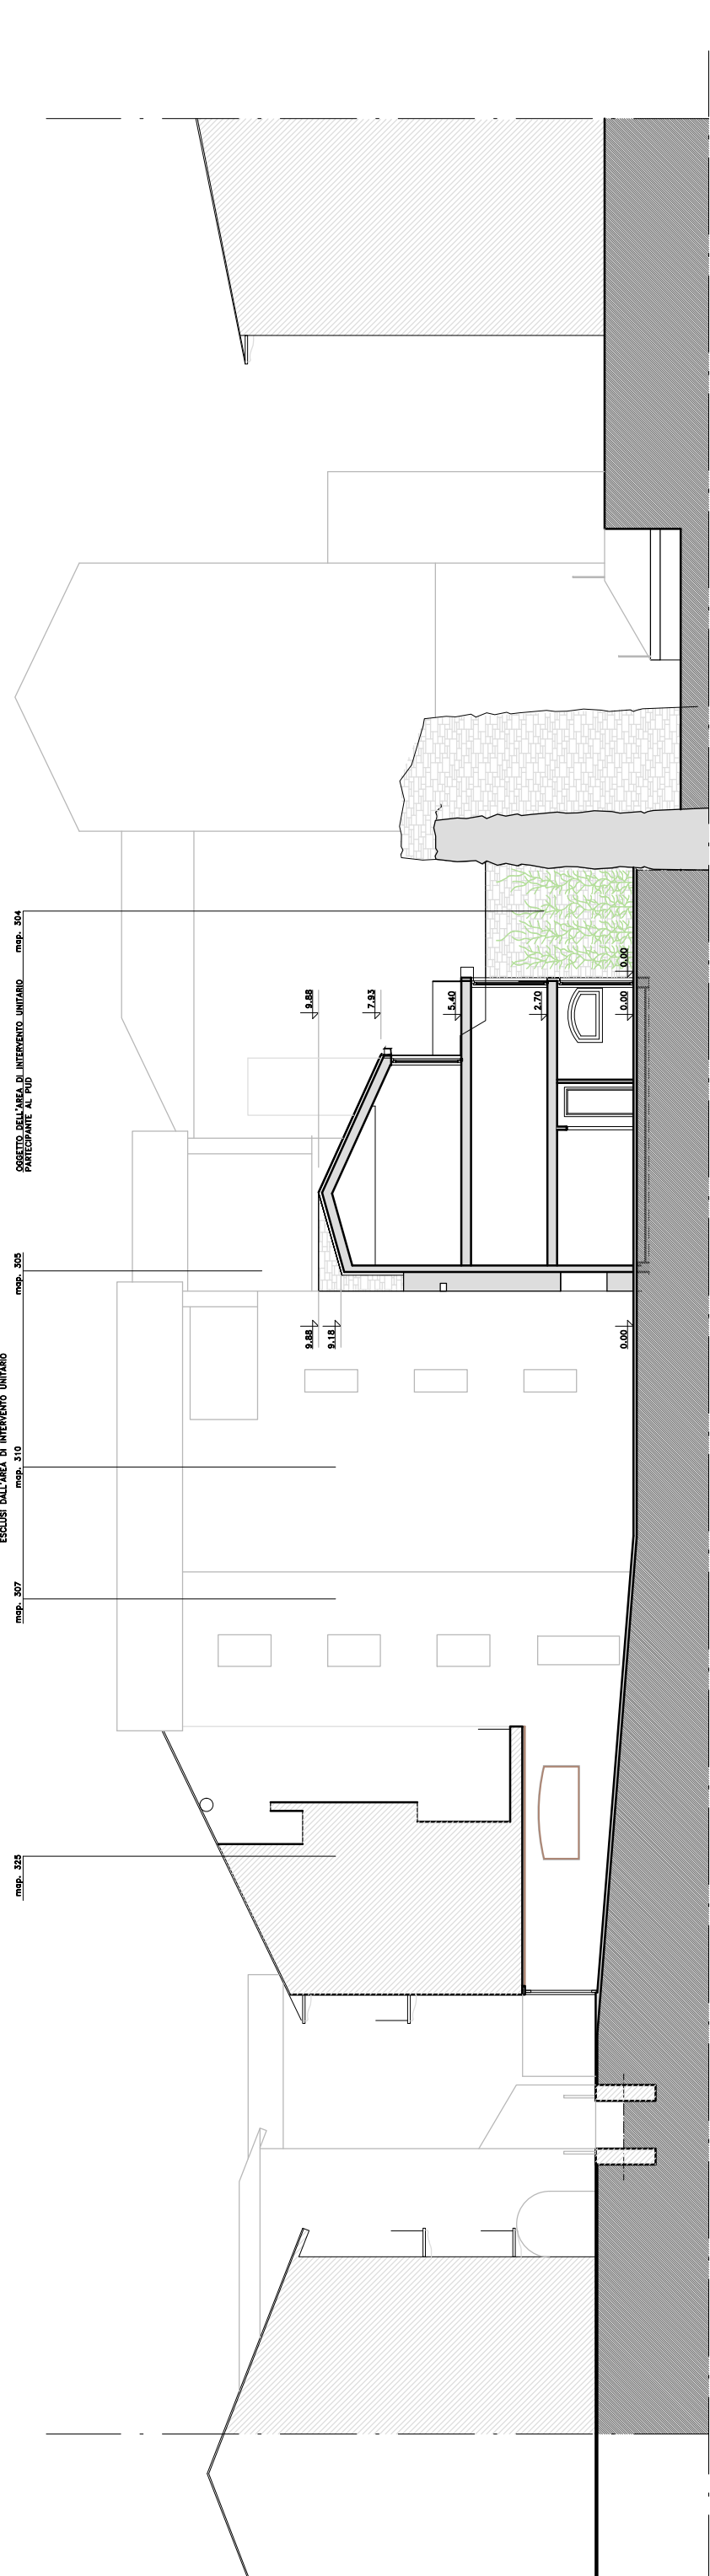 map. 304
OGGETTO DELL'AREA DI INTERVENTO UNITARIO
PARTECIPANTE AL PUD
map. 305
ESCLUSI DALL'AREA DI INTERVENTO UNITARIO
map. 310
map. 307
map. 325
9.88
7.93
5.40
2.70
0.00
0.00
9.88
9.18
0.00